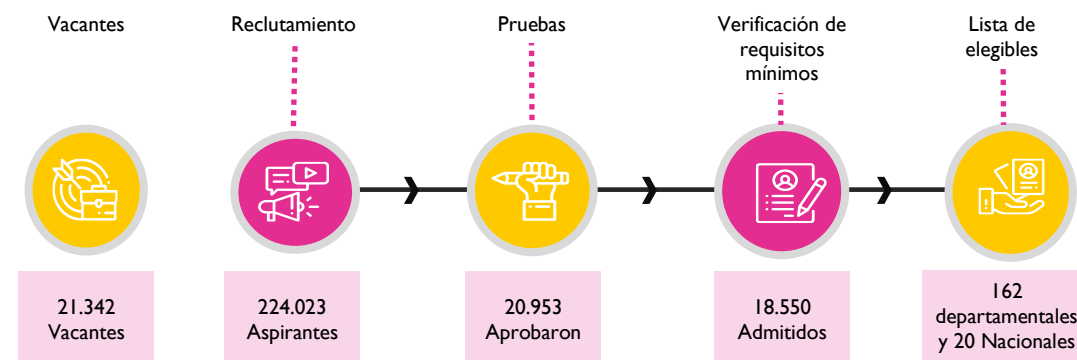 Vacantes
Reclutamiento
Pruebas
Verificación de
requisitos
mínimos
Lista de
elegibles
21.342
Vacantes
224.023
Aspirantes
20.953
Aprobaron
18.550
Admitidos
162
departamentales
y 20 Nacionales